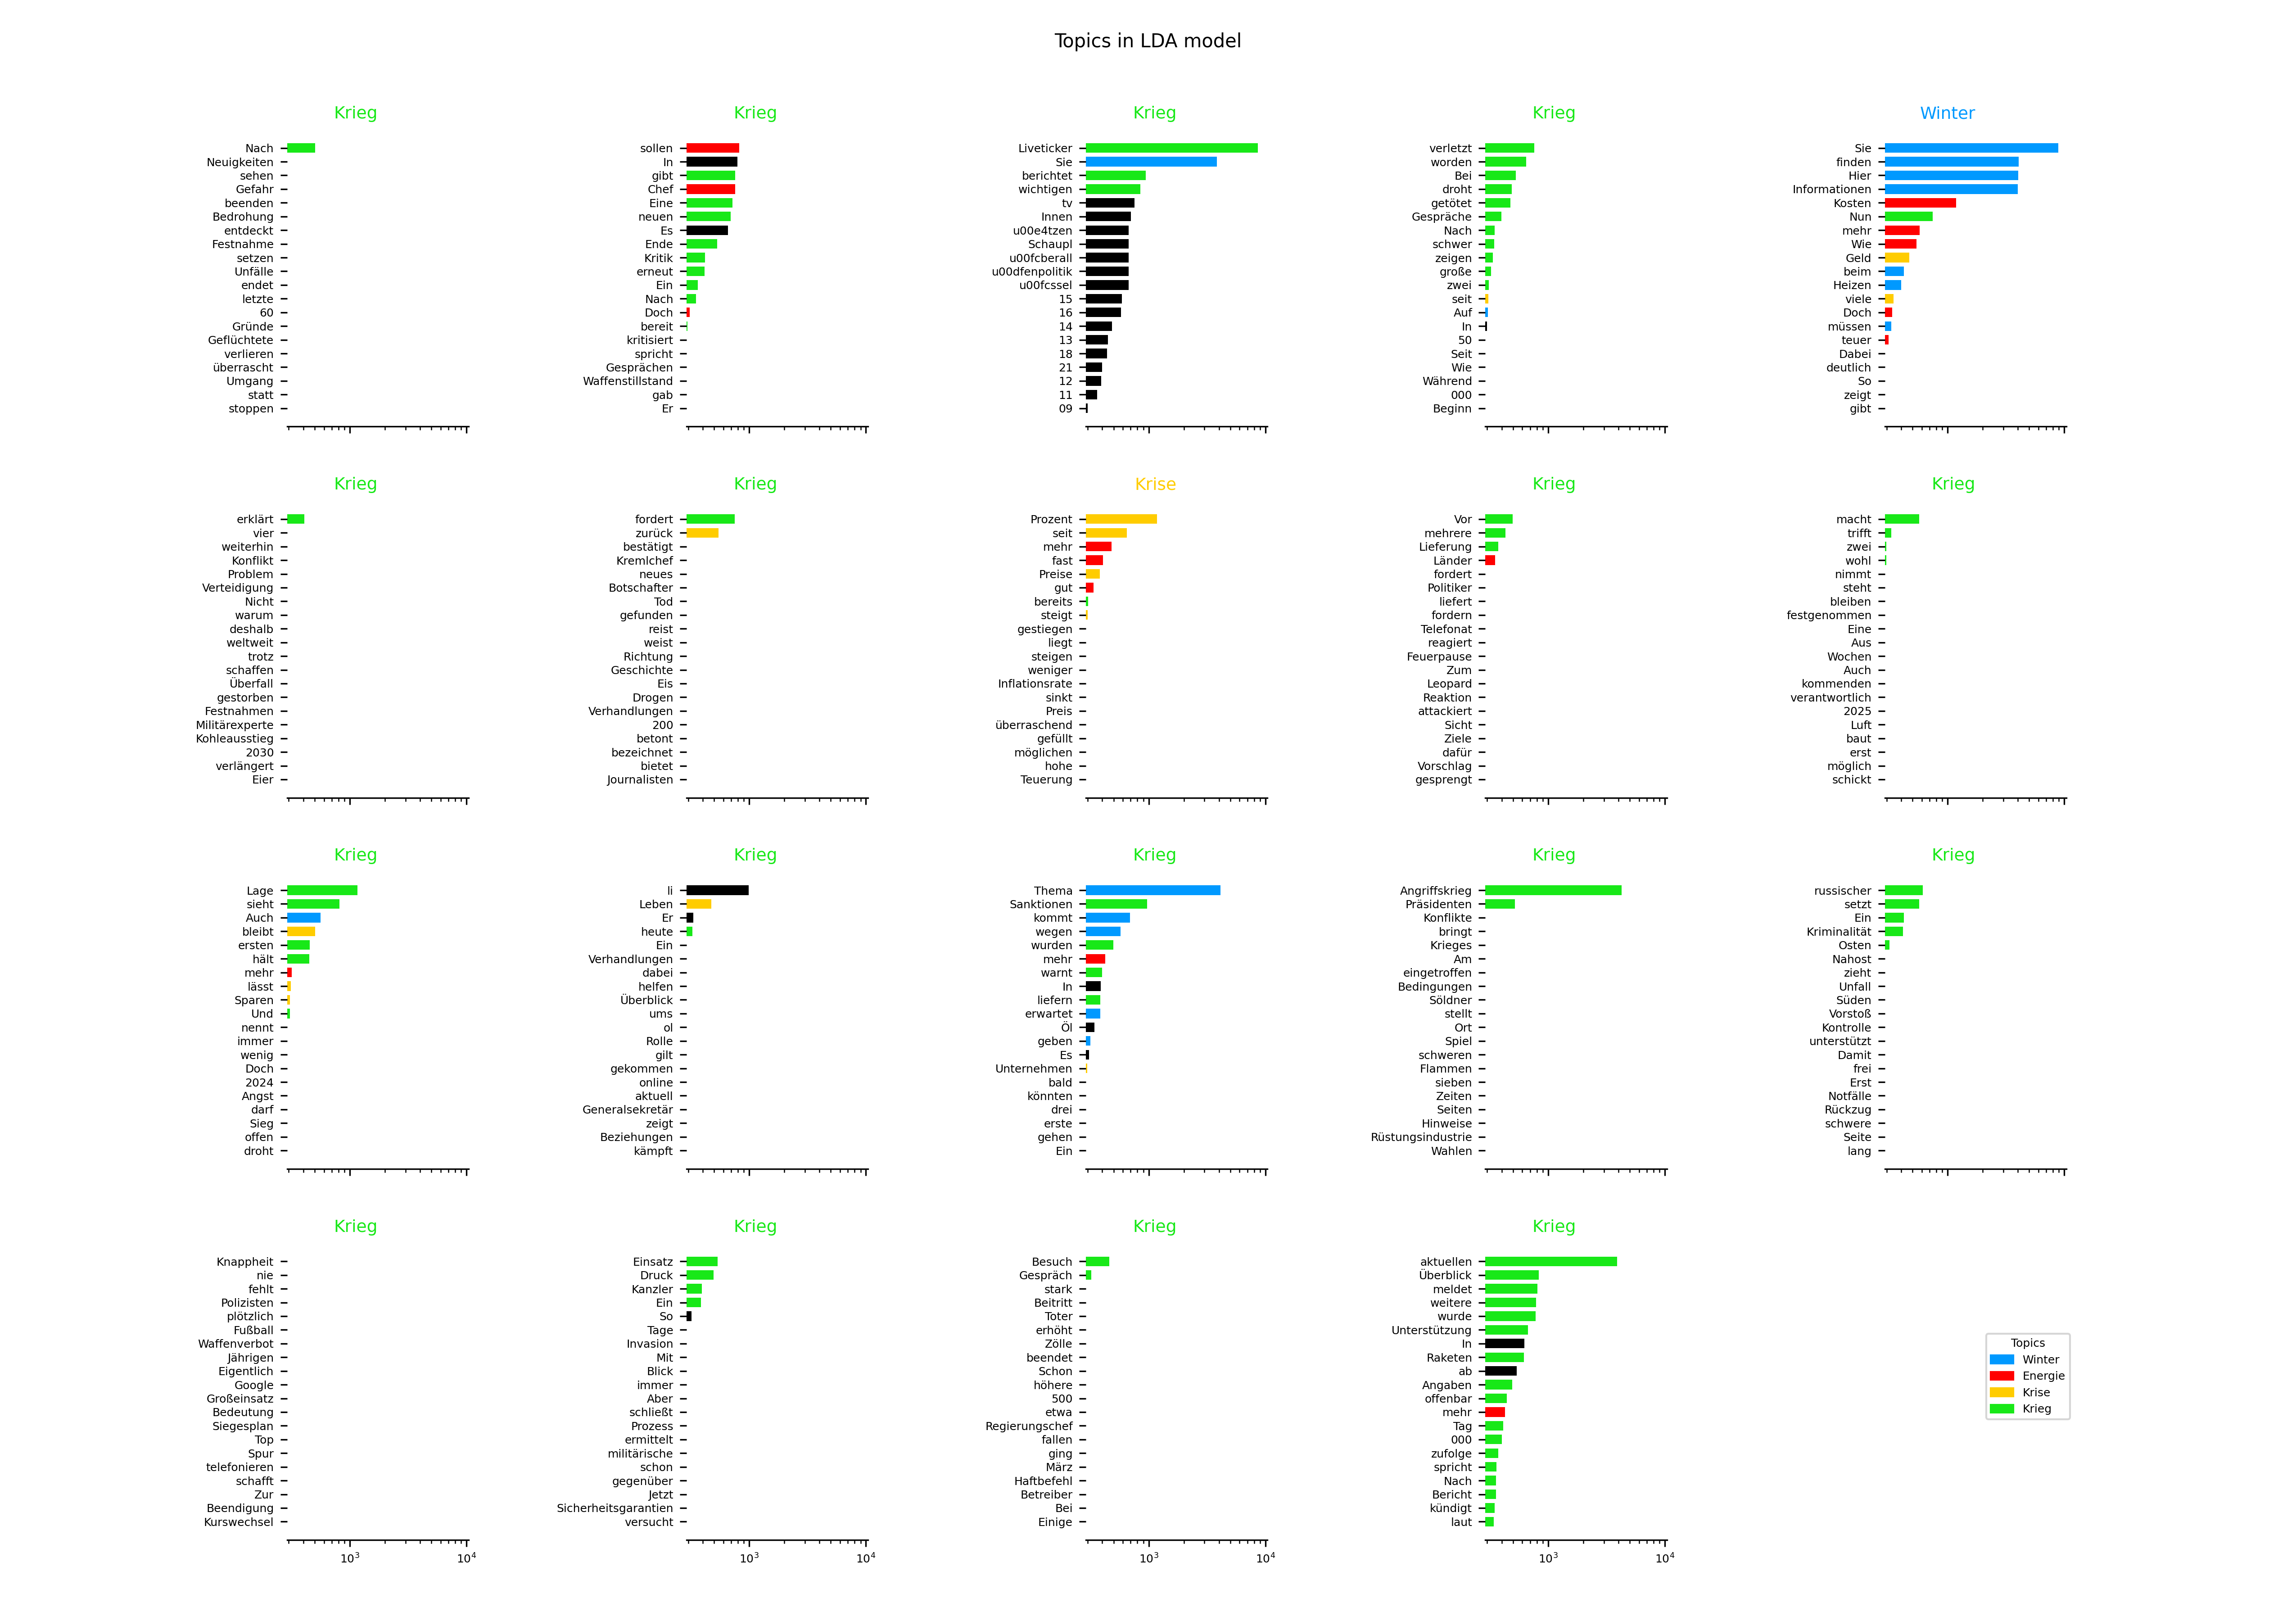 Topics in LDA model
Krieg
Nach
Neuigkeiten
sehen
Gefahr
beenden
Bedrohung
entdeckt
Festnahme
setzen
Unfälle
endet
letzte
60
Gründe
Geflüchtete
verlieren
überrascht
Umgang
statt
stoppen
Krieg
sollen
In
gibt
Chef
Eine
neuen
Es
Ende
Kritik
erneut
Ein
Nach
Doch
bereit
kritisiert
spricht
Gesprächen
Waffenstillstand
gab
Er
Krieg
Liveticker
Sie
berichtet
wichtigen
tv
Innen
u00e4tzen
Schaupl
u00fcberall
u00dfenpolitik
u00fcssel
15
16
14
13
18
21
12
11
09
Krieg
verletzt
worden
Bei
droht
getötet
Gespräche
Nach
schwer
zeigen
große
zwei
seit
Auf
In
50
Seit
Wie
Während
000
Beginn
Winter
Sie
finden
Hier
Informationen
Kosten
Nun
mehr
Wie
Geld
beim
Heizen
viele
Doch
müssen
teuer
Dabei
deutlich
So
zeigt
gibt
Krieg
erklärt
vier
weiterhin
Konflikt
Problem
Verteidigung
Nicht
warum
deshalb
weltweit
trotz
schaffen
Überfall
gestorben
Festnahmen
Militärexperte
Kohleausstieg
2030
verlängert
Eier
Krieg
fordert
zurück
bestätigt
Kremlchef
neues
Botschafter
Tod
gefunden
reist
weist
Richtung
Geschichte
Eis
Drogen
Verhandlungen
200
betont
bezeichnet
bietet
Journalisten
Krise
Prozent
seit
mehr
fast
Preise
gut
bereits
steigt
gestiegen
liegt
steigen
weniger
Inflationsrate
sinkt
Preis
überraschend
gefüllt
möglichen
hohe
Teuerung
Krieg
Vor
mehrere
Lieferung
Länder
fordert
Politiker
liefert
fordern
Telefonat
reagiert
Feuerpause
Zum
Leopard
Reaktion
attackiert
Sicht
Ziele
dafür
Vorschlag
gesprengt
Krieg
macht
trifft
zwei
wohl
nimmt
steht
bleiben
festgenommen
Eine
Aus
Wochen
Auch
kommenden
verantwortlich
2025
Luft
baut
erst
möglich
schickt
Krieg
Lage
sieht
Auch
bleibt
ersten
hält
mehr
lässt
Sparen
Und
nennt
immer
wenig
Doch
2024
Angst
darf
Sieg
offen
droht
Krieg
li
Leben
Er
heute
Ein
Verhandlungen
dabei
helfen
Überblick
ums
ol
Rolle
gilt
gekommen
online
aktuell
Generalsekretär
zeigt
Beziehungen
kämpft
Krieg
Thema
Sanktionen
kommt
wegen
wurden
mehr
warnt
In
liefern
erwartet
Öl
geben
Es
Unternehmen
bald
könnten
drei
erste
gehen
Ein
Krieg
Angriffskrieg
Präsidenten
Konflikte
bringt
Krieges
Am
eingetroffen
Bedingungen
Söldner
stellt
Ort
Spiel
schweren
Flammen
sieben
Zeiten
Seiten
Hinweise
Rüstungsindustrie
Wahlen
Krieg
russischer
setzt
Ein
Kriminalität
Osten
Nahost
zieht
Unfall
Süden
Vorstoß
Kontrolle
unterstützt
Damit
frei
Erst
Notfälle
Rückzug
schwere
Seite
lang
Krieg
Knappheit
nie
fehlt
Polizisten
plötzlich
Fußball
Waffenverbot
Jährigen
Eigentlich
Google
Großeinsatz
Bedeutung
Siegesplan
Top
Spur
telefonieren
schafft
Zur
Beendigung
Kurswechsel
10³ 10⁴
Krieg
Einsatz
Druck
Kanzler
Ein
So
Tage
Invasion
Mit
Blick
immer
Aber
schließt
Prozess
ermittelt
militärische
schon
gegenüber
Jetzt
Sicherheitsgarantien
versucht
10³ 10⁴
Krieg
Besuch
Gespräch
stark
Beitritt
Toter
erhöht
Zölle
beendet
Schon
höhere
500
etwa
Regierungschef
fallen
ging
März
Haftbefehl
Betreiber
Bei
Einige
10³ 10⁴
Krieg
aktuellen
Überblick
meldet
weitere
wurde
Unterstützung
In
Raketen
ab
Angaben
offenbar
mehr
Tag
000
zufolge
spricht
Nach
Bericht
kündigt
laut
10³ 10⁴
Topics
Winter
Energie
Krise
Krieg